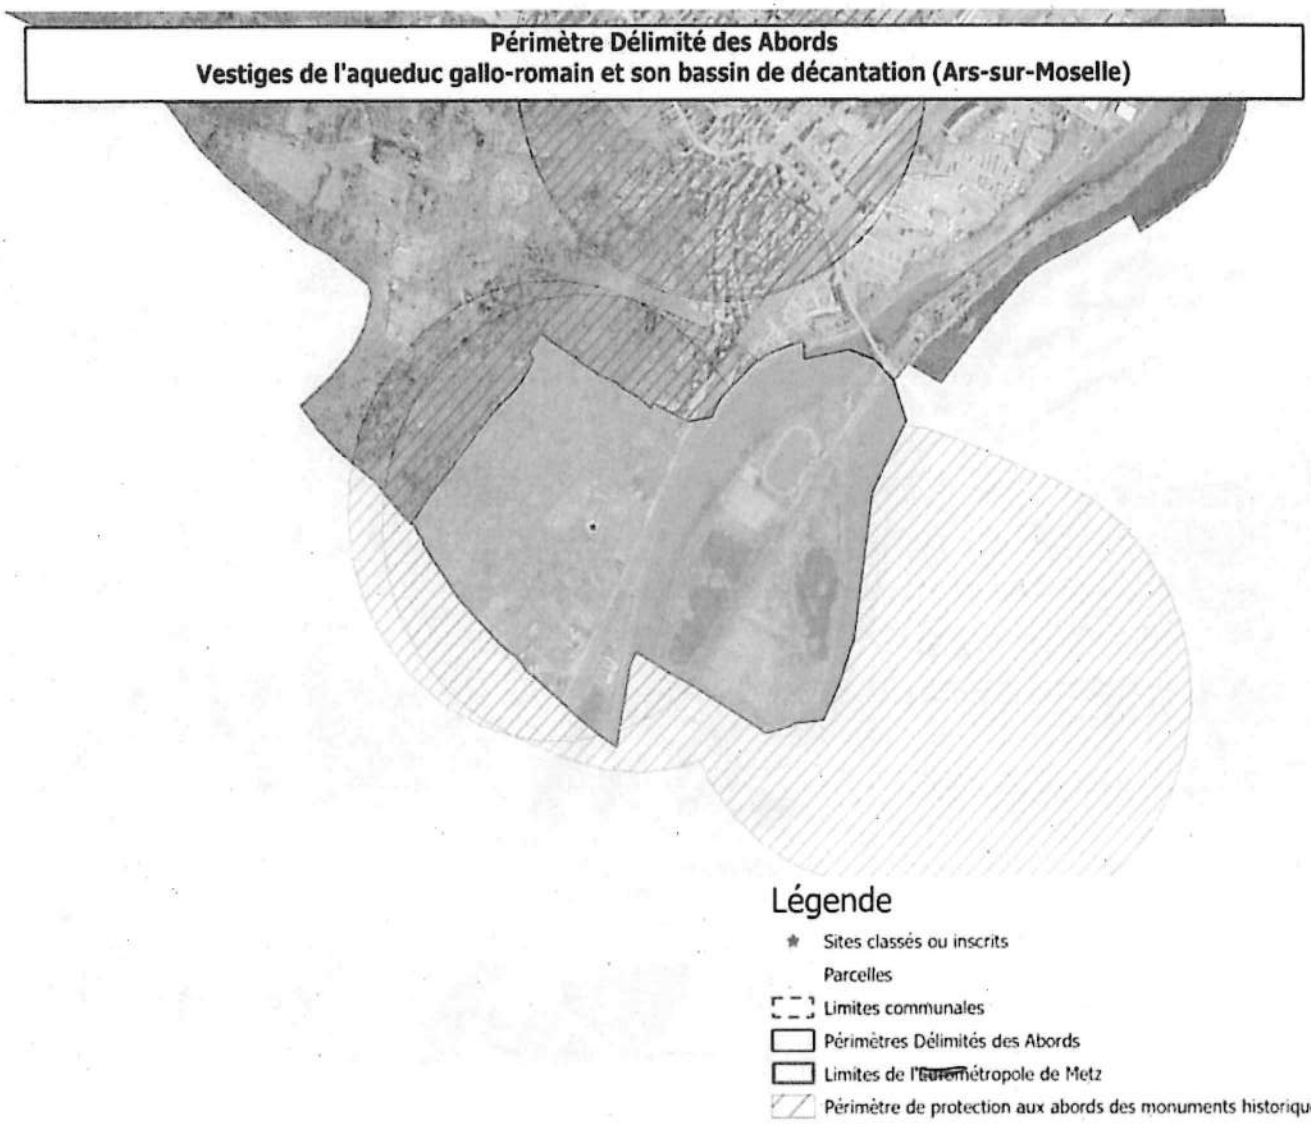 Périmètre Délimité des Abords
Vestiges de l'aqueduc gallo-romain et son bassin de décantation (Ars-sur-Moselle)
Légende
Sites classés ou inscrits
Parcelles
Limites communales
Périmètres Délimités des Abords
Limites de l'Eurométropole de Metz
Périmètre de protection aux abords des monuments historiqu